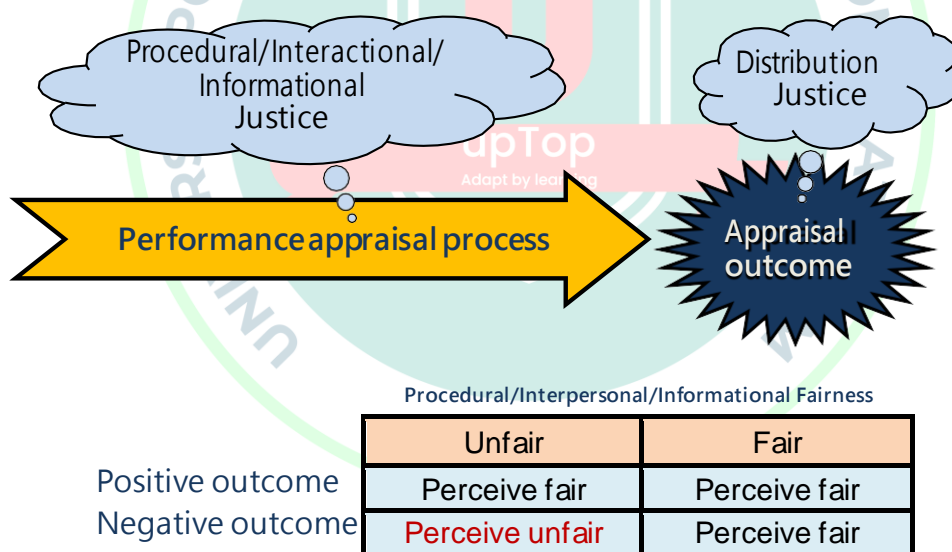 Procedural/Interactional/
Informational
Justice
Distribution
Justice
upTop
Performance appraisal process
Appraisal
outcome
Procedural/Interpersonal/Informational Fairness
Unfair Fair
Positive outcome Perceive fair Perceive fair
Negative outcome Perceive unfair Perceive fair